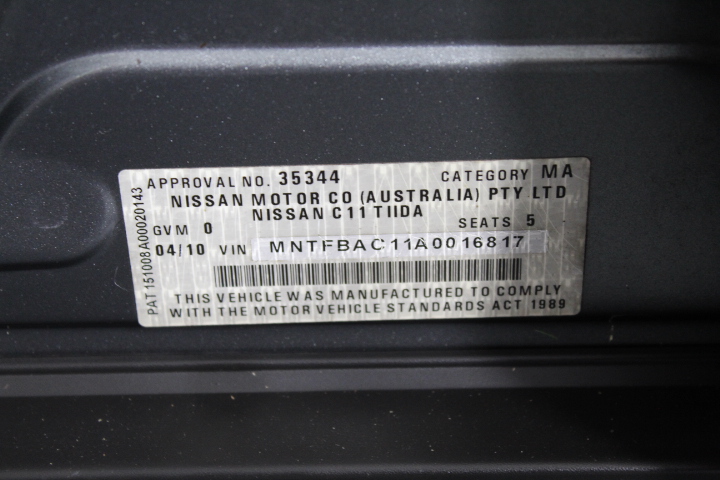 APPROVAL NO. 35344 CATEGORY MA
NISSAN MOTOR CO (AUSTRALIA) PTY LTD
NISSAN C11 TIIDA
GVM 0 SEATS 5
04/10 VIN MNTFBAC11A0016817
THIS VEHICLE WAS MANUFACTURED TO COMPLY
WITH THE MOTOR VEHICLE STANDARDS ACT 1989
PAT 151008A00020143